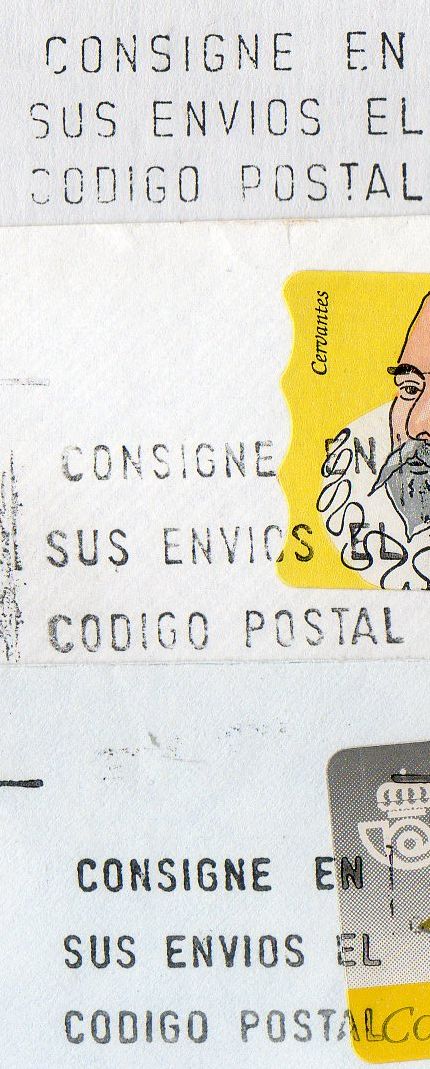 CONSIGNE EN
SUS ENVIOS EL
CODIGO POSTAL
Cervantes
CONSIGNE EN
SUS ENVIOS EL
CODIGO POSTAL
CONSIGNE EN
SUS ENVIOS EL
CODIGO POSTAL